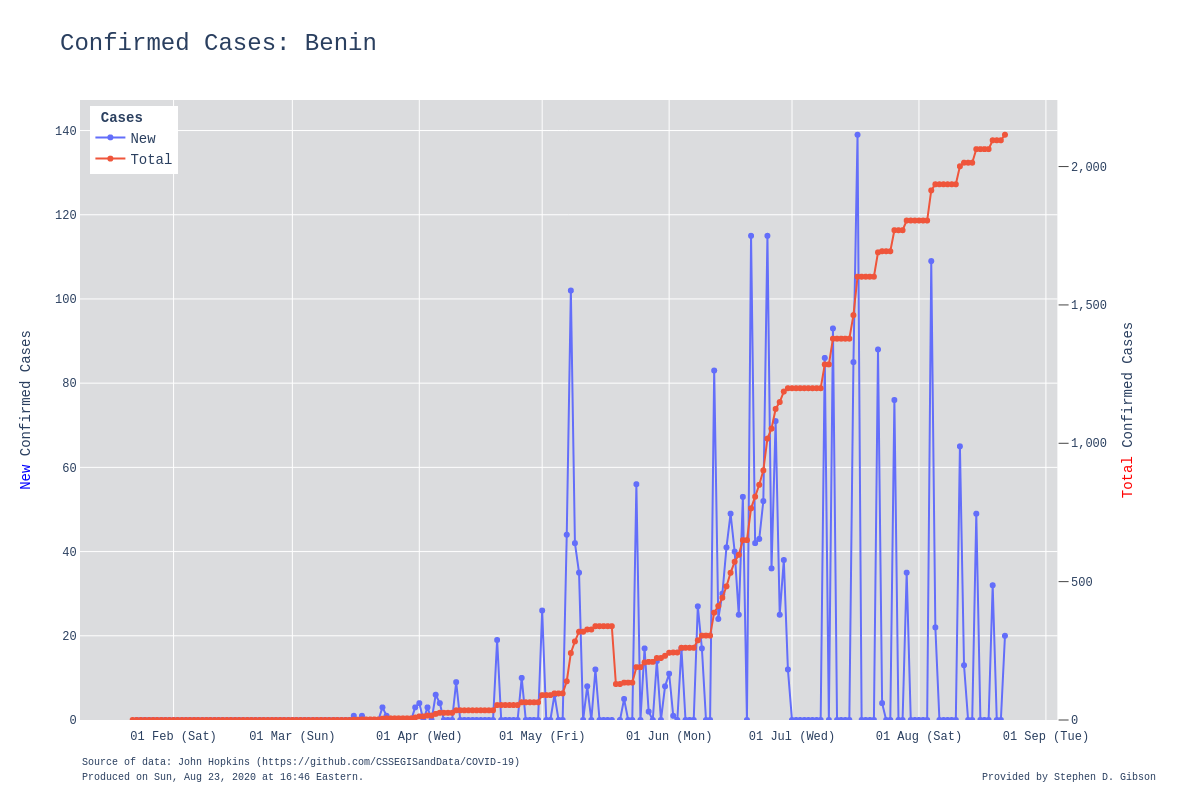 Confirmed Cases: Benin
Cases
New
Total
140
120
100
80
60
40
20
0
2,000
1,500
1,000
500
0
New Confirmed Cases
Total Confirmed Cases
01 Feb (Sat)
01 Mar (Sun)
01 Apr (Wed)
01 May (Fri)
01 Jun (Mon)
01 Jul (Wed)
01 Aug (Sat)
01 Sep (Tue)
Source of data: John Hopkins (https://github.com/CSSEGISandData/COVID-19)
Produced on Sun, Aug 23, 2020 at 16:46 Eastern.
Provided by Stephen D. Gibson